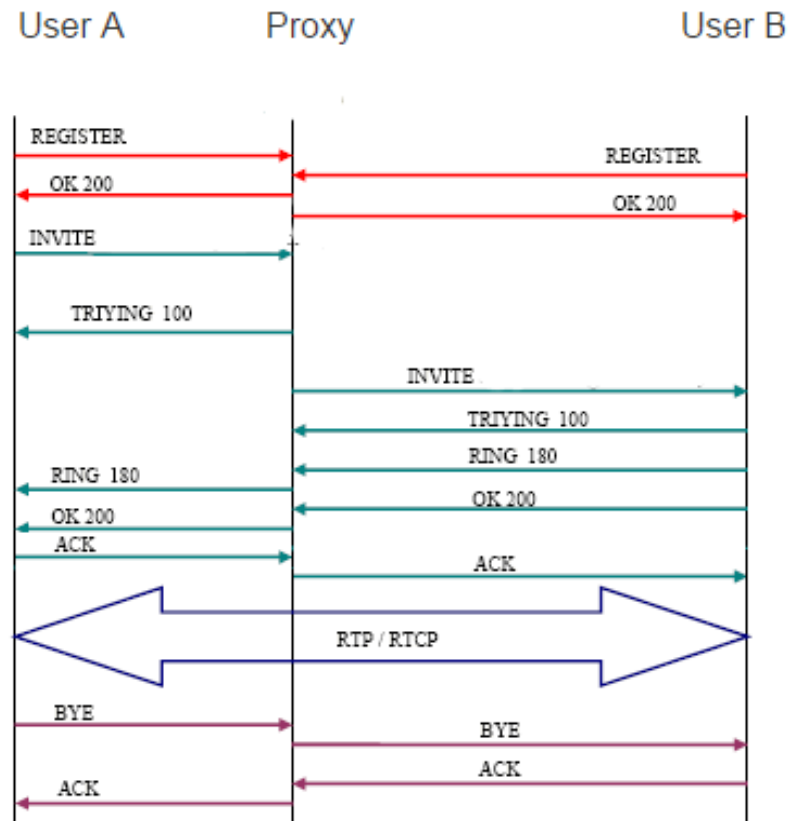 User A Proxy User B
REGISTER
REGISTER
OK 200
OK 200
INVITE
TRIYING 100
INVITE
TRIYING 100
RING 180
RING 180
OK 200
OK 200
ACK
ACK
RTP / RTCP
BYE
BYE
ACK
ACK